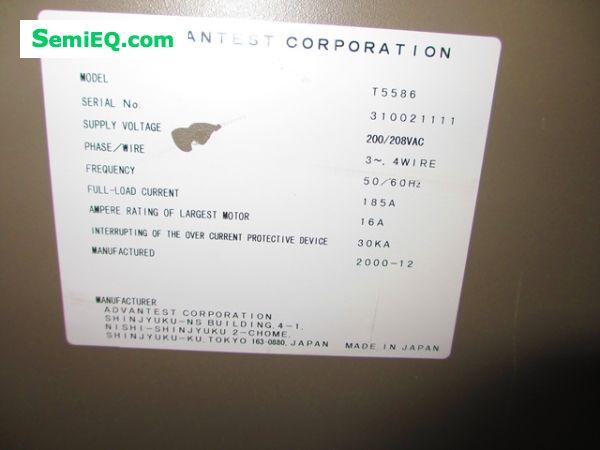 SemiEQ.com
ANTEST CORPORATION
MODEL T5586
SERIAL No. 310021111
SUPPLY VOLTAGE 200/208VAC
PHASE/WIRE 3~, 4WIRE
FREQUENCY 50/60Hz
FULL-LOAD CURRENT 185A
AMPERE RATING OF LARGEST MOTOR 16A
INTERRUPTING OF THE OVER CURRENT PROTECTIVE DEVICE 30KA
MANUFACTURED 2000-12
MANUFACTURER
ADVANTEST CORPORATION
SHINJYUKU-NS BUILDING, 4-1,
NISHI-SHINJYUKU 2-CHOME,
SHINJYUKU-KU, TOKYO 163-0880, JAPAN MADE IN JAPAN